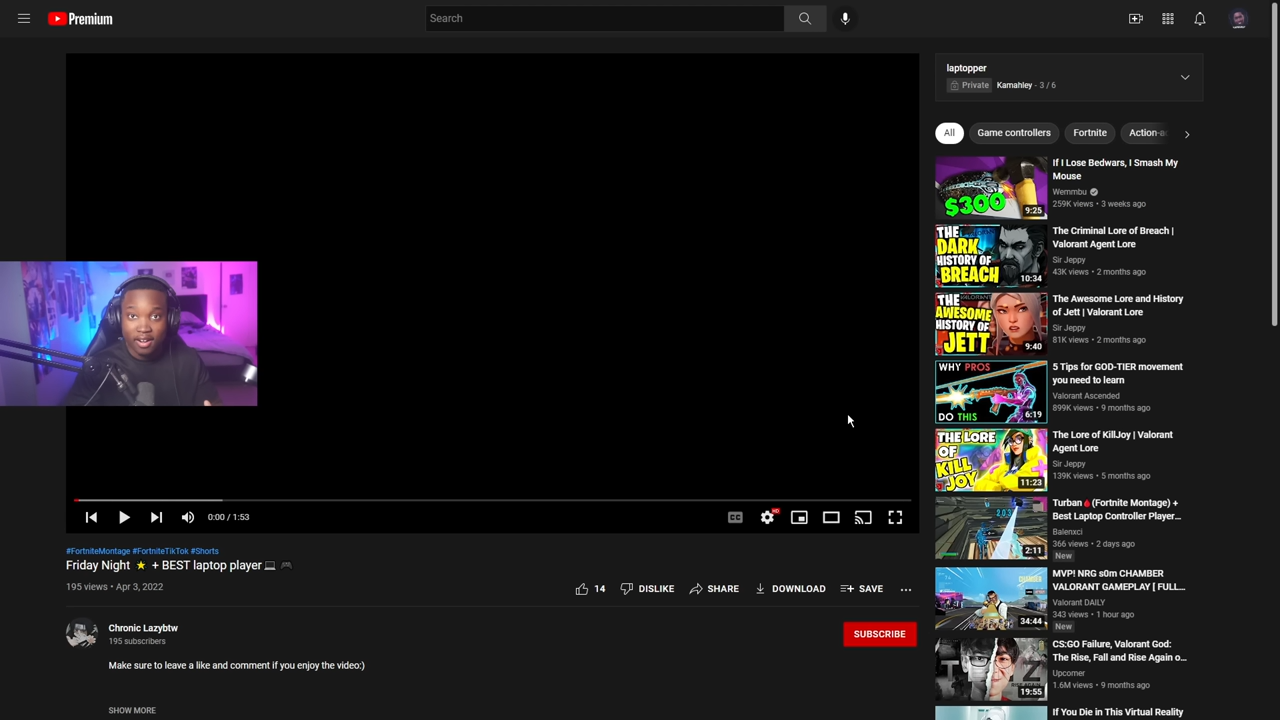 Premium
Search
laptopper
Private Kamahley - 3 / 6
All Game controllers Fortnite
$300
9:25
If I Lose Bedwars, I Smash My
Mouse
Wemmbu
259K views • 3 weeks ago
THE
DARK
HISTORY OF
BREACH
10:34
The Criminal Lore of Breach |
Valorant Agent Lore
Sir Jeppy
43K views • 2 months ago
THE
AWESOME
HISTORY OF
JETT
9:40
The Awesome Lore and History
of Jett | Valorant Lore
Sir Jeppy
81K views • 2 months ago
WHY PROS
DO THIS
6:19
5 Tips for GOD-TIER movement
you need to learn
Valorant Ascended
899K views • 9 months ago
THE LORE
OF
KILL
JOY
11:23
The Lore of KillJoy | Valorant
Agent Lore
Sir Jeppy
139K views • 5 months ago
2:11
Turban🩸(Fortnite Montage) +
Best Laptop Controller Player...
Balenxci
366 views • 2 days ago
New
CHAMBER
34:44
MVP! NRG s0m CHAMBER
VALORANT GAMEPLAY [ FULL...
Valorant DAILY
343 views • 1 hour ago
New
19:55
CS:GO Failure, Valorant God:
The Rise, Fall and Rise Again o...
Upcomer
1.6M views • 9 months ago
If You Die in This Virtual Reality
0:00 / 1:53
CC
HD
#FortniteMontage #FortniteTikTok #Shorts
Friday Night ⭐ + BEST laptop player💻 🎮
195 views • Apr 3, 2022
14 DISLIKE SHARE DOWNLOAD SAVE
Chronic Lazybtw
195 subscribers
SUBSCRIBE
Make sure to leave a like and comment if you enjoy the video:)
SHOW MORE